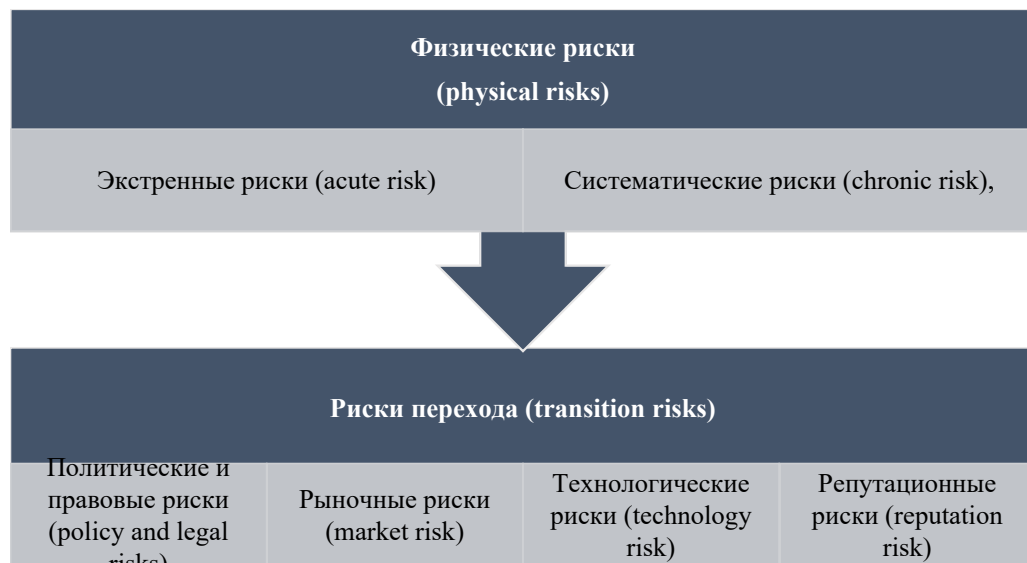 Физические риски
(physical risks)
Экстренные риски (acute risk)
Систематические риски (chronic risk),
Риски перехода (transition risks)
Политические и
правовые риски
(policy and legal
risks)
Рыночные риски
(market risk)
Технологические
риски (technology
risk)
Репутационные
риски (reputation
risk)